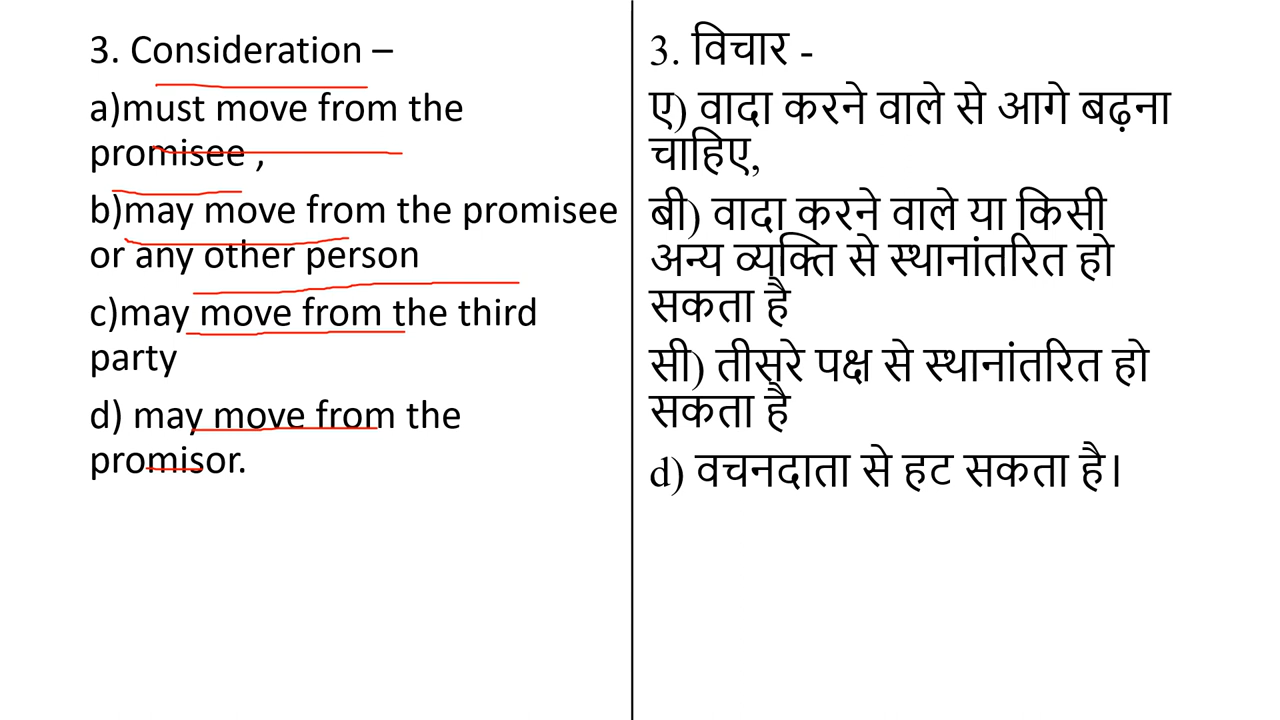 3. Consideration –
a)must move from the
promisee ,
b)may move from the promisee
or any other person
c)may move from the third
party
d) may move from the
promisor.
3. विचार -
ए) वादा करने वाले से आगे बढ़ना
चाहिए,
बी) वादा करने वाले या किसी
अन्य व्यक्ति से स्थानांतरित हो
सकता है
सी) तीसरे पक्ष से स्थानांतरित हो
सकता है
d) वचनदाता से हट सकता है।